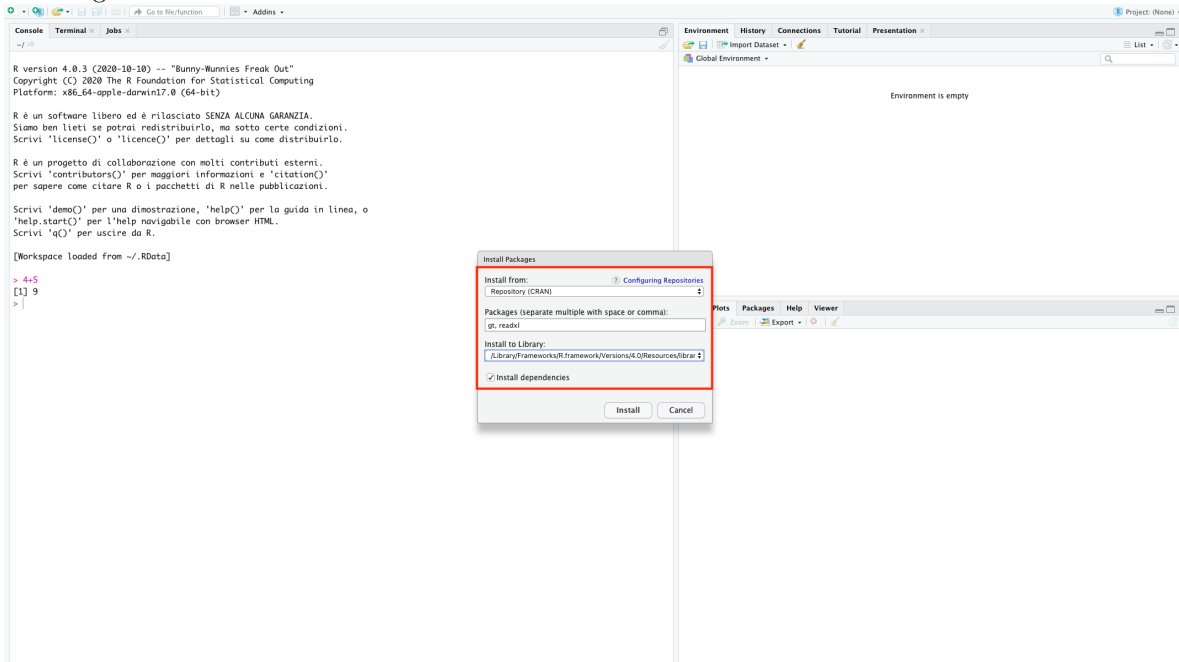 Go to file/function
Addins
Project: (None)
Console Terminal Jobs
~/
R version 4.0.3 (2020-10-10) -- "Bunny-Wunnies Freak Out"
Copyright (C) 2020 The R Foundation for Statistical Computing
Platform: x86_64-apple-darwin17.0 (64-bit)
R è un software libero ed è rilasciato SENZA ALCUNA GARANZIA.
Siamo ben lieti se potrai redistribuirlo, ma sotto certe condizioni.
Scrivi 'license()' o 'licence()' per dettagli su come distribuirlo.
R è un progetto di collaborazione con molti contributi esterni.
Scrivi 'contributors()' per maggiori informazioni e 'citation()'
per sapere come citare R o i pacchetti di R nelle pubblicazioni.
Scrivi 'demo()' per una dimostrazione, 'help()' per la guida in linea, o
'help.start()' per l'help navigabile con browser HTML.
Scrivi 'q()' per uscire da R.
[Workspace loaded from ~/.RData]
> 4+5
[1] 9
>
Environment History Connections Tutorial Presentation
Import Dataset
List
Global Environment
Environment is empty
Install Packages
Install from:
? Configuring Repositories
Repository (CRAN)
Packages (separate multiple with space or comma):
gt, readxl
Install to Library:
/Library/Frameworks/R.framework/Versions/4.0/Resources/librar
Install dependencies
Install Cancel
Plots Packages Help Viewer
Zoom Export